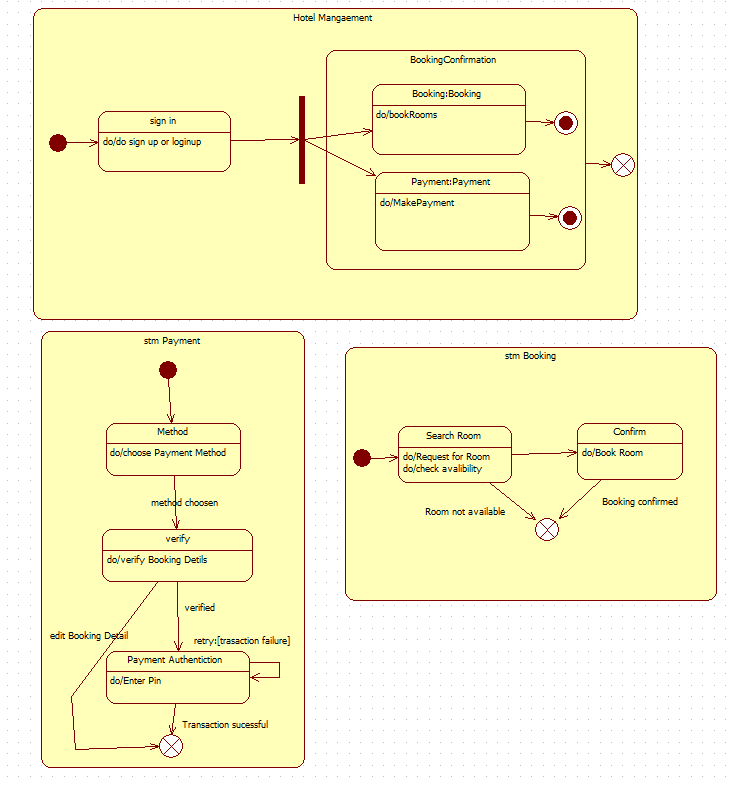 Hotel Mangaement
BookingConfirmation
sign in
do/do sign up or loginup
Booking:Booking
do/bookRooms
Payment:Payment
do/MakePayment
stm Payment
Method
do/choose Payment Method
method choosen
verify
do/verify Booking Detils
verified
edit Booking Detail
retry:[trasaction failure]
Payment Authentiction
do/Enter Pin
Transaction sucessful
stm Booking
Search Room
do/Request for Room
do/check avalibility
Confirm
do/Book Room
Room not available
Booking confirmed